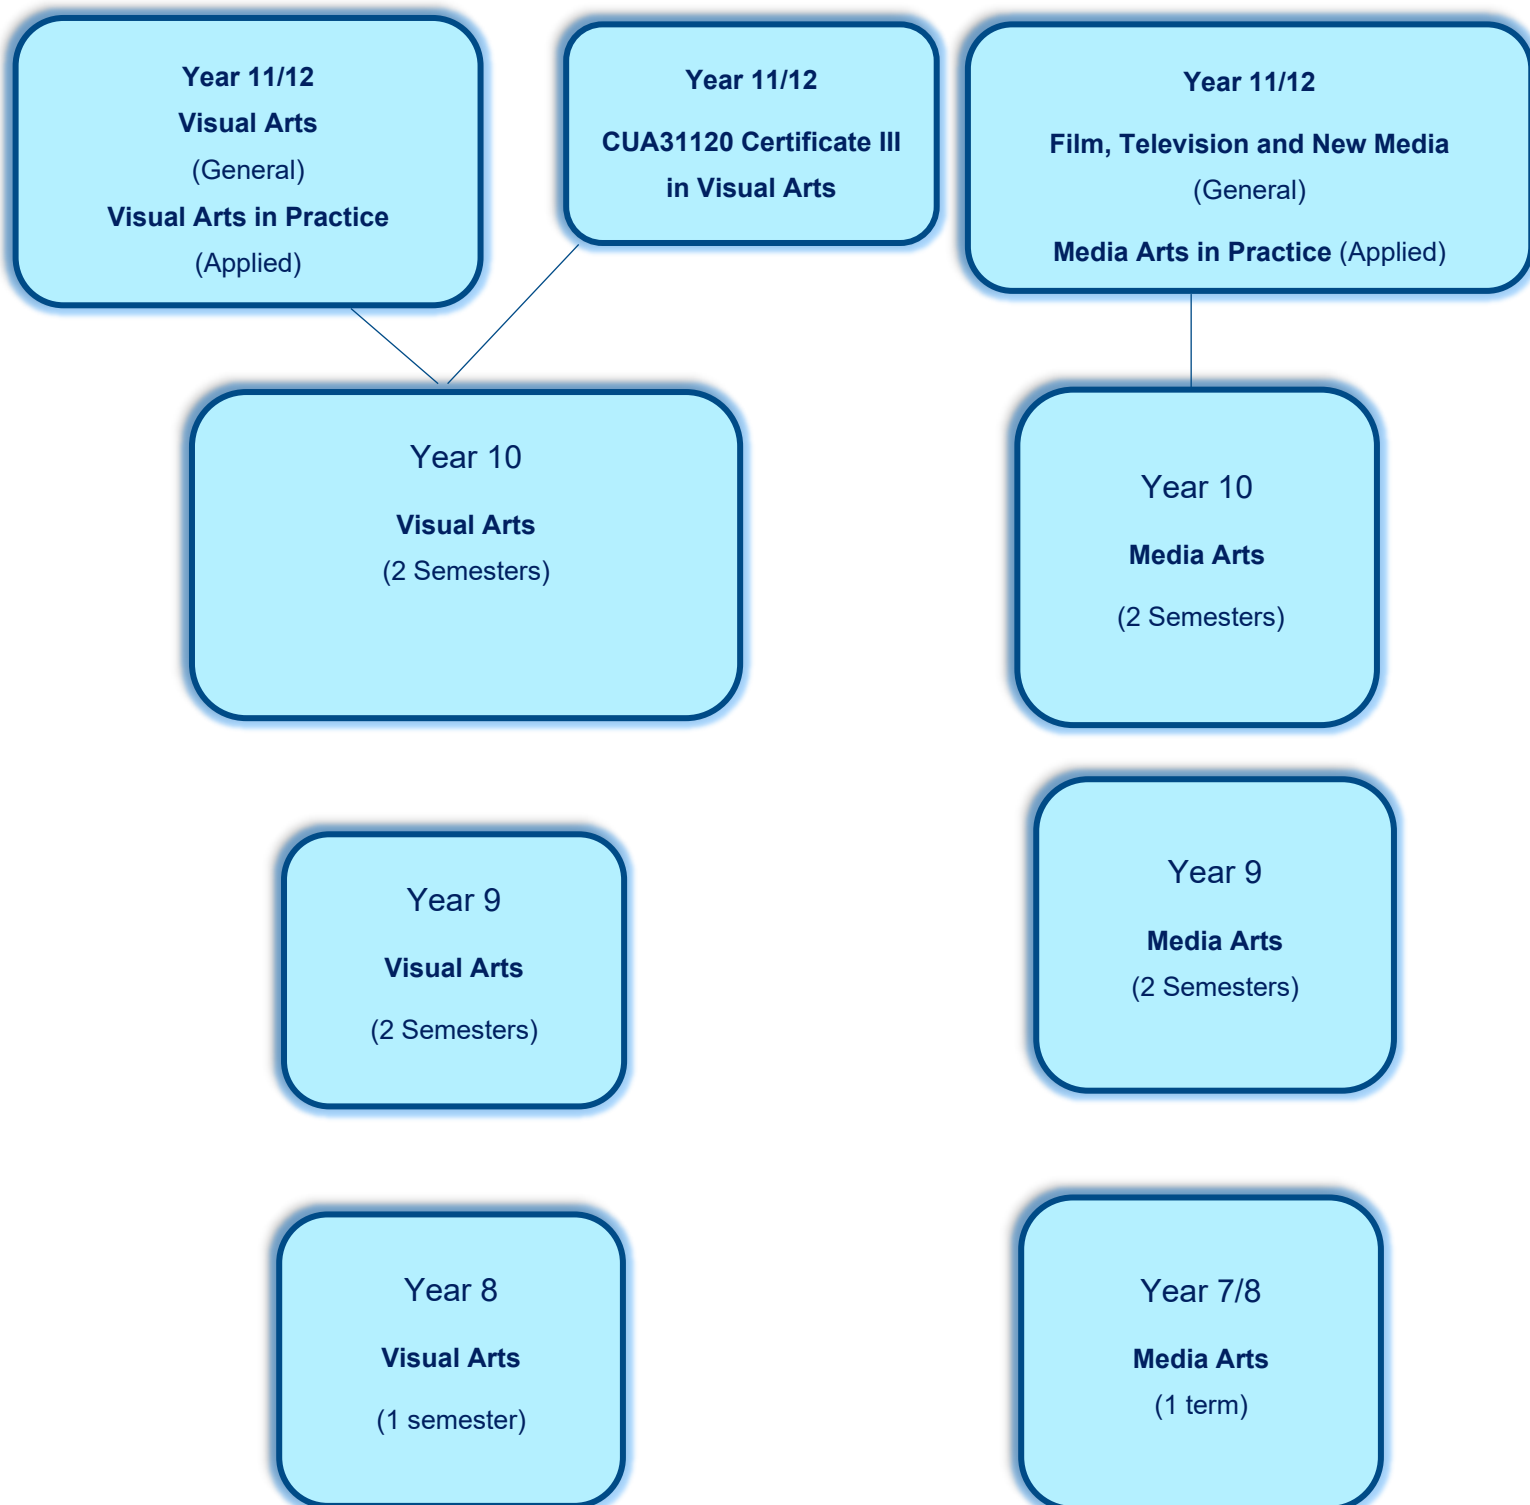 Year 11/12
Visual Arts
(General)
Visual Arts in Practice
(Applied)
Year 11/12
CUA31120 Certificate III
in Visual Arts
Year 11/12
Film, Television and New Media
(General)
Media Arts in Practice (Applied)
Year 10
Visual Arts
(2 Semesters)
Year 10
Media Arts
(2 Semesters)
Year 9
Visual Arts
(2 Semesters)
Year 9
Media Arts
(2 Semesters)
Year 8
Visual Arts
(1 semester)
Year 7/8
Media Arts
(1 term)